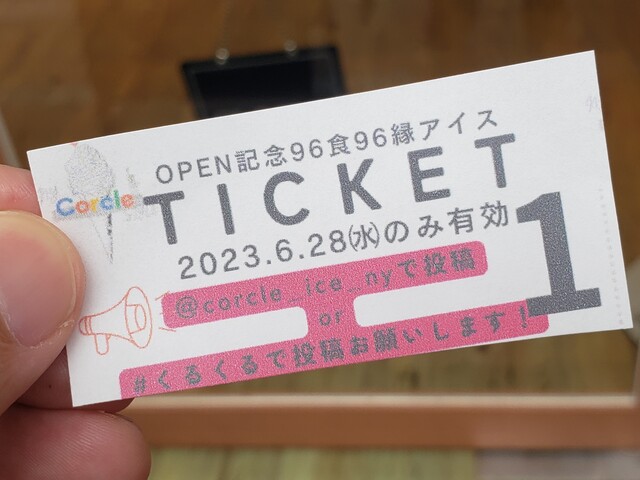 OPEN記念96食96縁アイス
Corcle
TICKET
2023.6.28㈬のみ有効
1
@corcle_ice_nyで投稿
or
#くるくるで投稿お願いします!